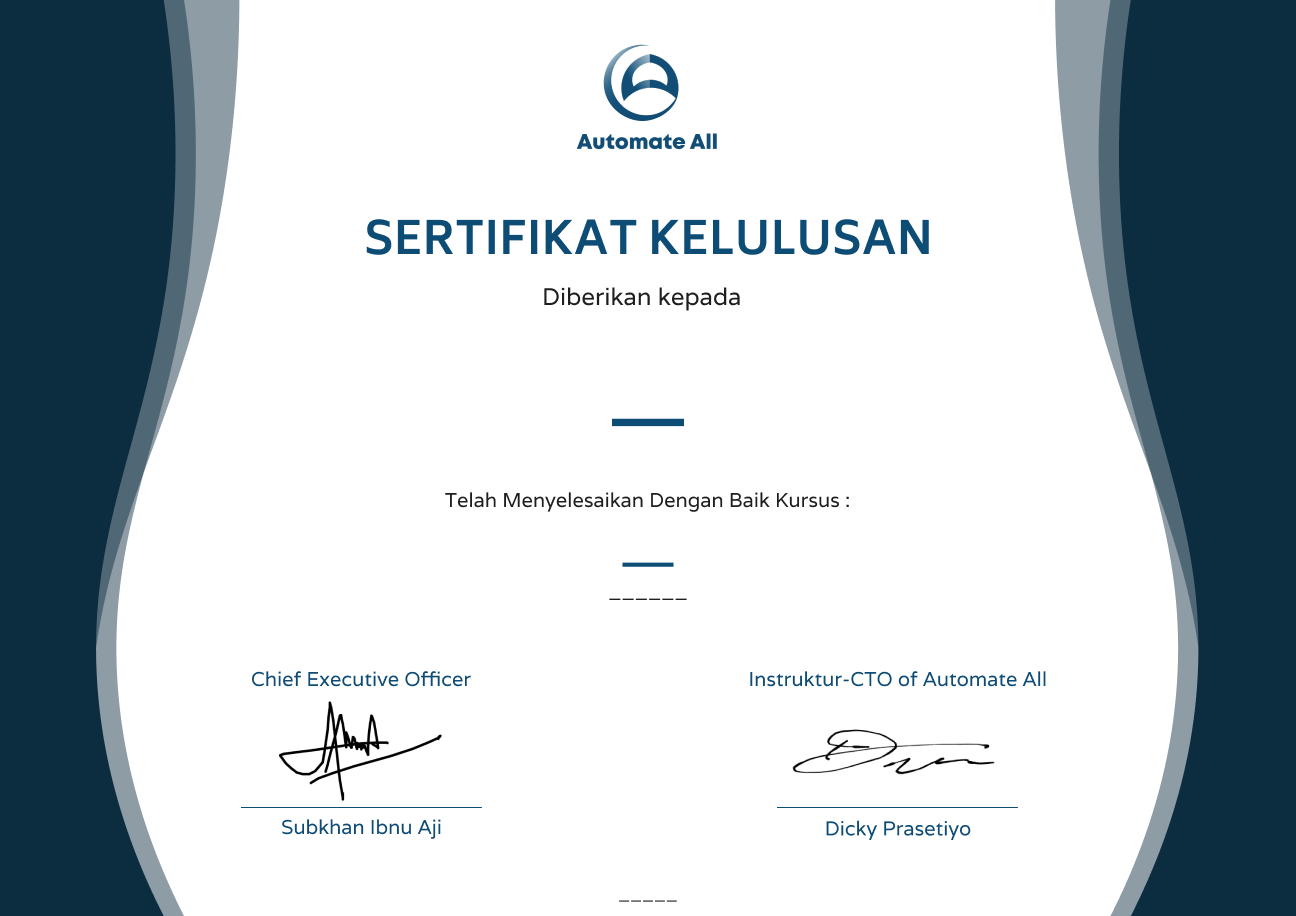 Automate All
SERTIFIKAT KELULUSAN
Diberikan kepada
Telah Menyelesaikan Dengan Baik Kursus :
______
Chief Executive Officer
Instruktur-CTO of Automate All
Subkhan Ibnu Aji
Dicky Prasetiyo
_____